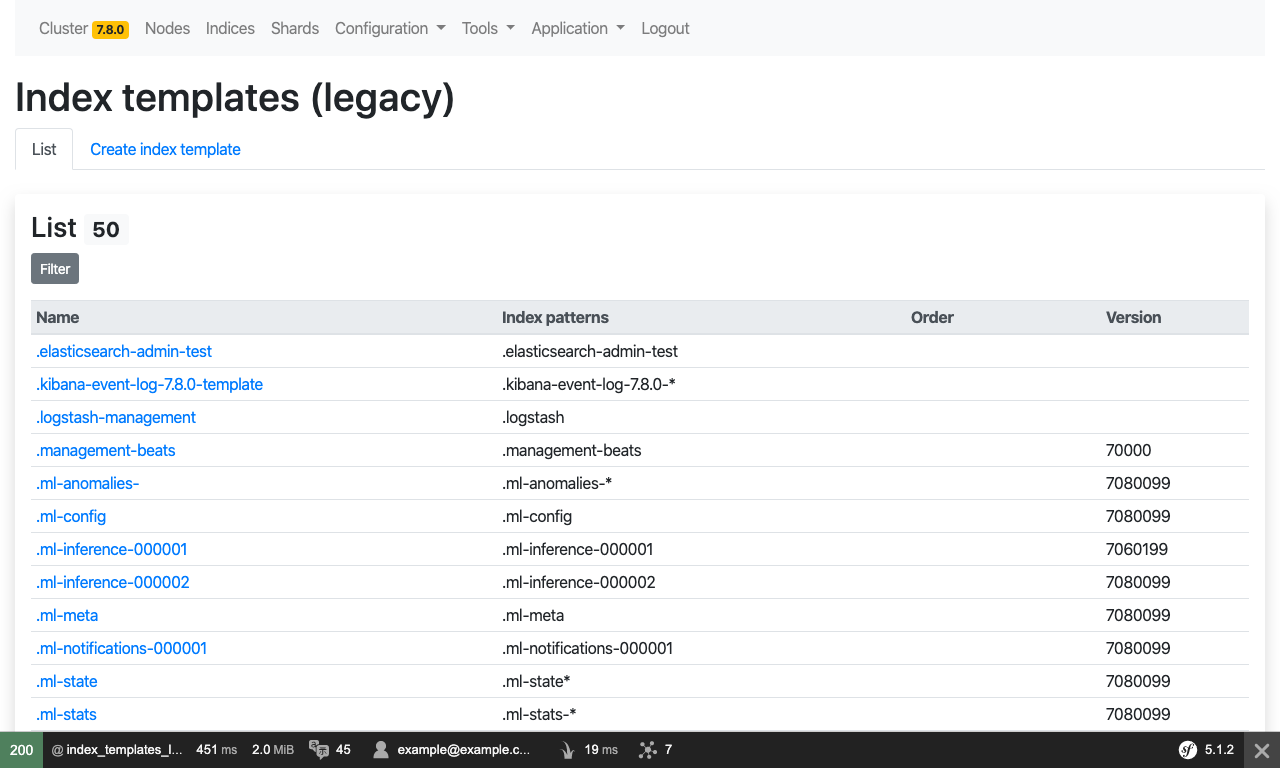 Cluster 7.8.0 Nodes Indices Shards Configuration Tools Application Logout
Index templates (legacy)
List Create index template
List 50
Filter
Name Index patterns Order Version
.elasticsearch-admin-test .elasticsearch-admin-test
.kibana-event-log-7.8.0-template .kibana-event-log-7.8.0-*
.logstash-management .logstash
.management-beats .management-beats 70000
.ml-anomalies- .ml-anomalies-* 7080099
.ml-config .ml-config 7080099
.ml-inference-000001 .ml-inference-000001 7060199
.ml-inference-000002 .ml-inference-000002 7080099
.ml-meta .ml-meta 7080099
.ml-notifications-000001 .ml-notifications-000001 7080099
.ml-state .ml-state* 7080099
.ml-stats .ml-stats-* 7080099
200 @ index_templates_l... 451 ms 2.0 MiB 45 example@example.c... 19 ms 7 sf 5.1.2